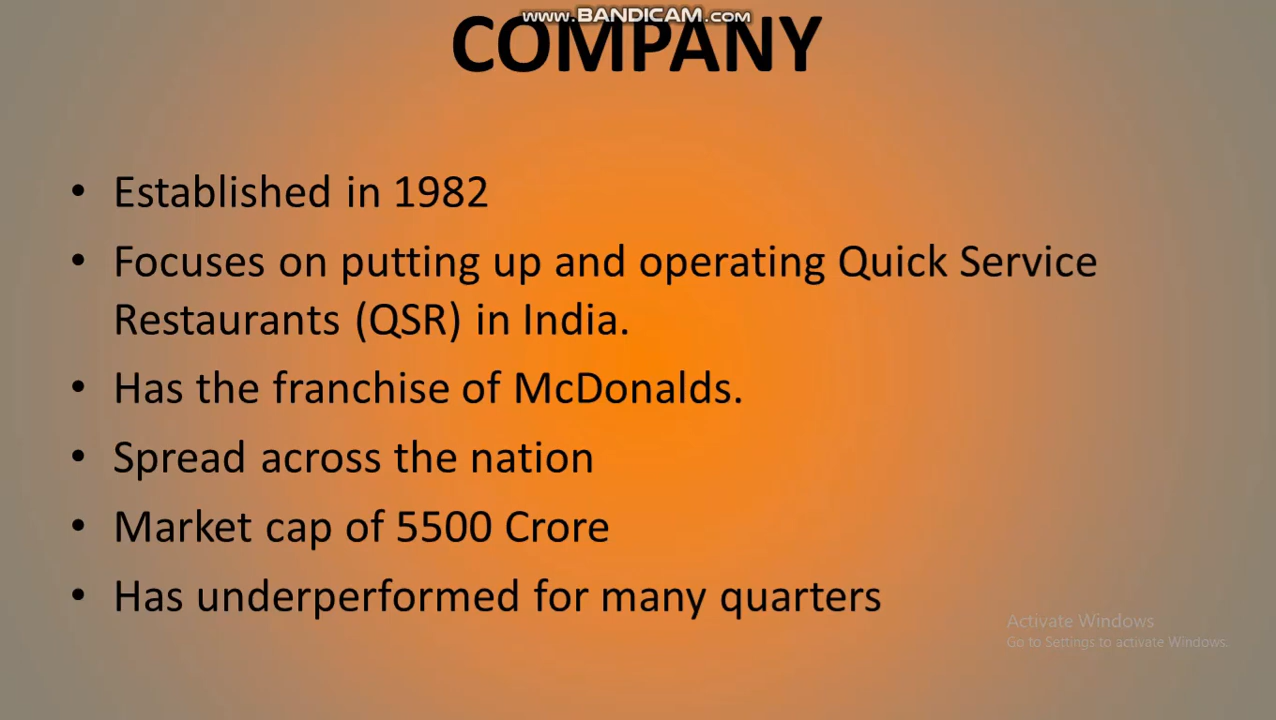 www.BANDICAM.com
COMPANY
• Established in 1982
• Focuses on putting up and operating Quick Service
Restaurants (QSR) in India.
• Has the franchise of McDonalds.
• Spread across the nation
• Market cap of 5500 Crore
• Has underperformed for many quarters
Activate Windows
Go to Settings to activate Windows.